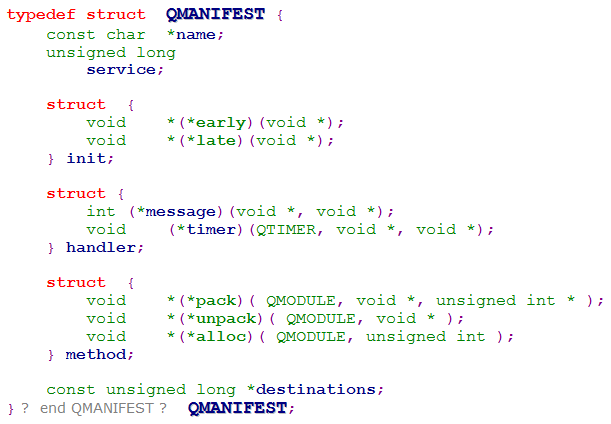 typedef struct QMANIFEST {
const char *name;
unsigned long
service;
struct {
void *(*early)(void *);
void *(*late)(void *);
} init;
struct {
int (*message)(void *, void *);
void (*timer)(QTIMER, void *, void *);
} handler;
struct {
void *(*pack)( QMODULE, void *, unsigned int * );
void *(*unpack)( QMODULE, void * );
void *(*alloc)( QMODULE, unsigned int );
} method;
const unsigned long *destinations;
} ? end QMANIFEST ? QMANIFEST;